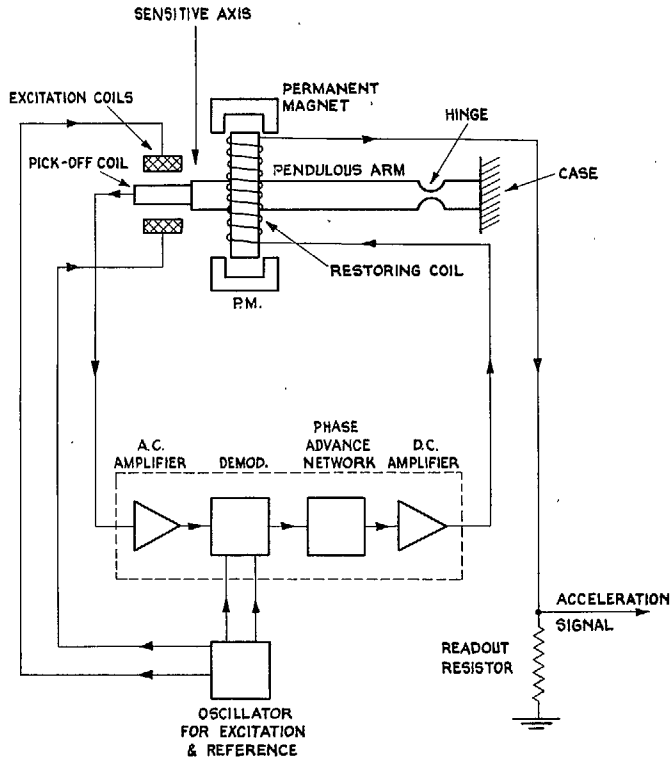 SENSITIVE AXIS
PERMANENT
MAGNET
EXCITATION COILS
HINGE
PICK-OFF COIL
PENDULOUS ARM
CASE
RESTORING COIL
P.M.
PHASE
ADVANCE
NETWORK
A.C.
AMPLIFIER
DEMOD.
D.C.
AMPLIFIER
ACCELERATION
SIGNAL
READOUT
RESISTOR
OSCILLATOR
FOR EXCITATION
& REFERENCE